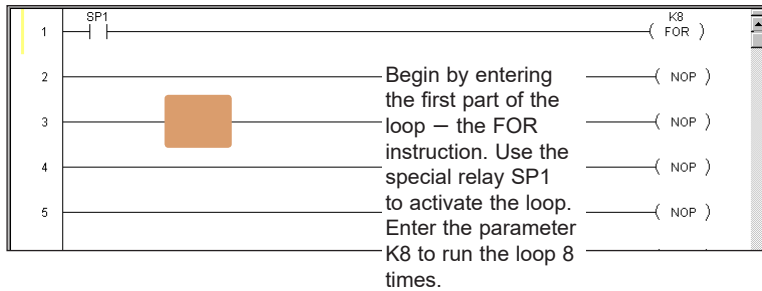 SP1 K8
1 ( FOR )
2 ( NOP )
Begin by entering
the first part of the
3 ( NOP )
loop — the FOR
instruction. Use the
4 ( NOP )
special relay SP1
to activate the loop.
5 ( NOP )
Enter the parameter
K8 to run the loop 8
times.